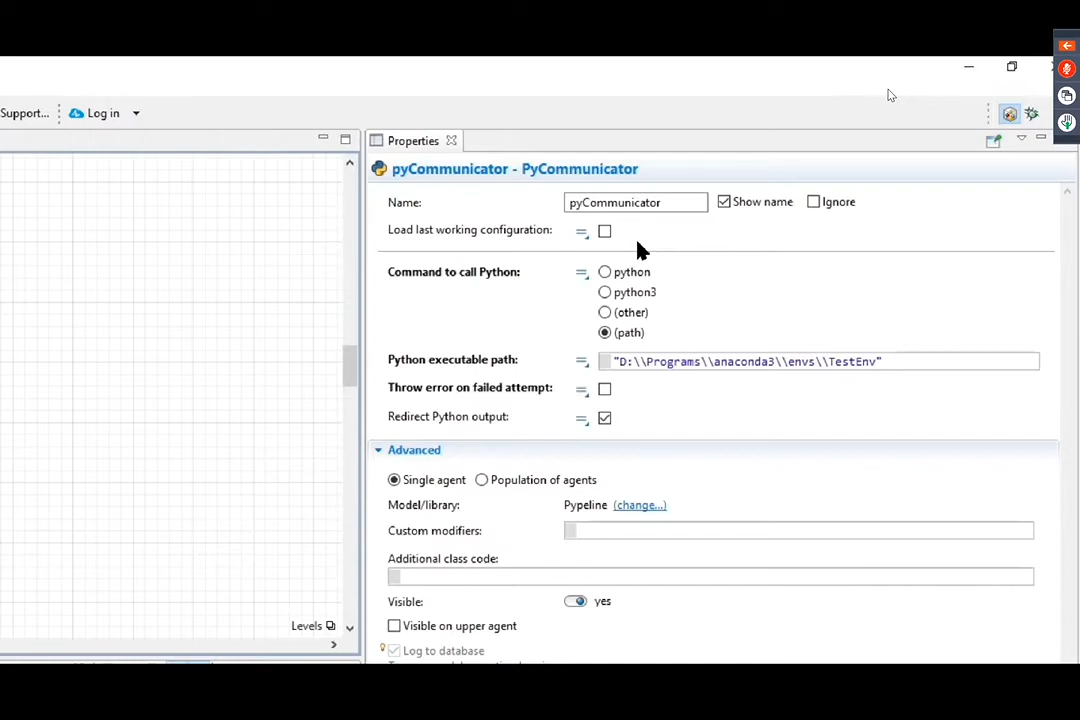 Support... Log in
Properties
pyCommunicator - PyCommunicator
Name: pyCommunicator Show name Ignore
Load last working configuration:
Command to call Python: python
python3
(other)
(path)
Python executable path: "D:\\Programs\\anaconda3\\envs\\TestEnv"
Throw error on failed attempt:
Redirect Python output:
Advanced
Single agent Population of agents
Model/library: Pypeline (change...)
Custom modifiers:
Additional class code:
Visible: yes
Levels Visible on upper agent
Log to database